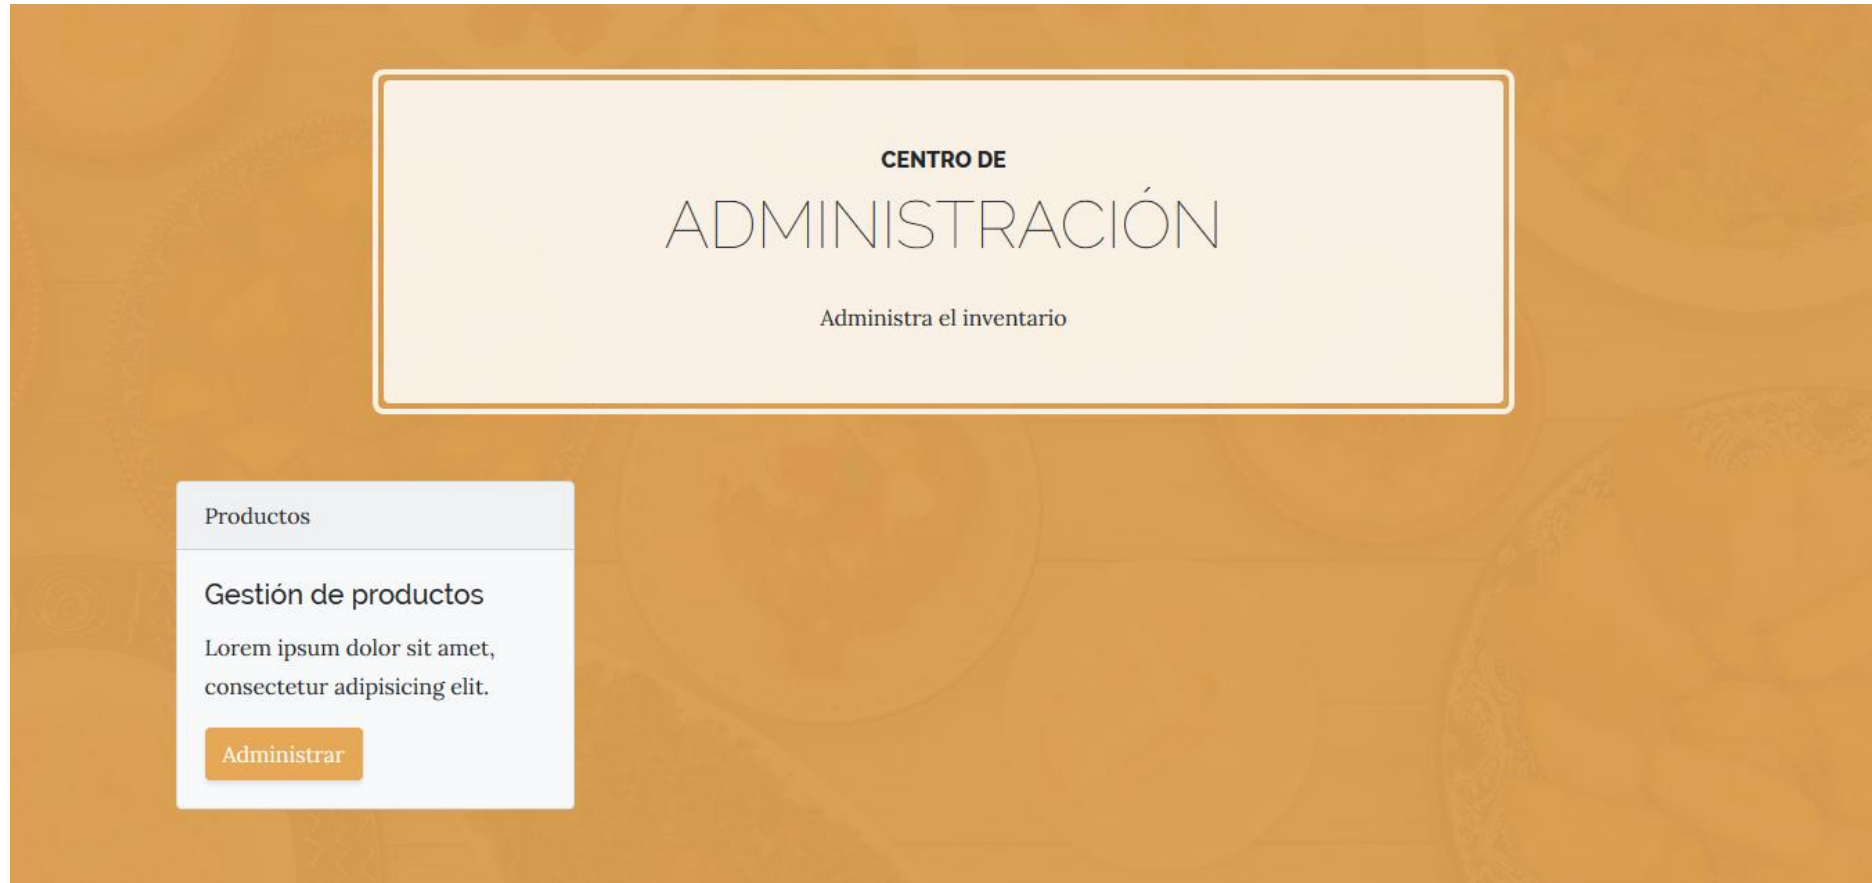 CENTRO DE
ADMINISTRACIÓN
Administra el inventario
Productos
Gestión de productos
Lorem ipsum dolor sit amet,
consectetur adipisicing elit.
Administrar